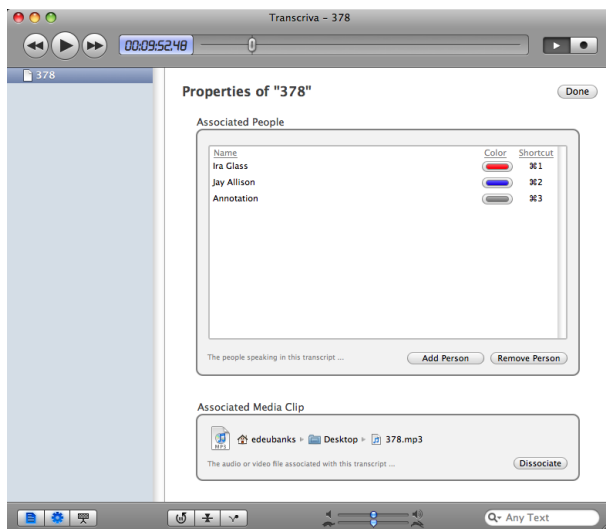 Transcriva – 378
00:09:52.48
378
Properties of "378"
Done
Associated People
Name Color Shortcut
Ira Glass ⌘1
Jay Allison ⌘2
Annotation ⌘3
The people speaking in this transcript ...
Add Person Remove Person
Associated Media Clip
MP3
edeubanks ▸ Desktop ▸ 378.mp3
The audio or video file associated with this transcript ...
Dissociate
Any Text